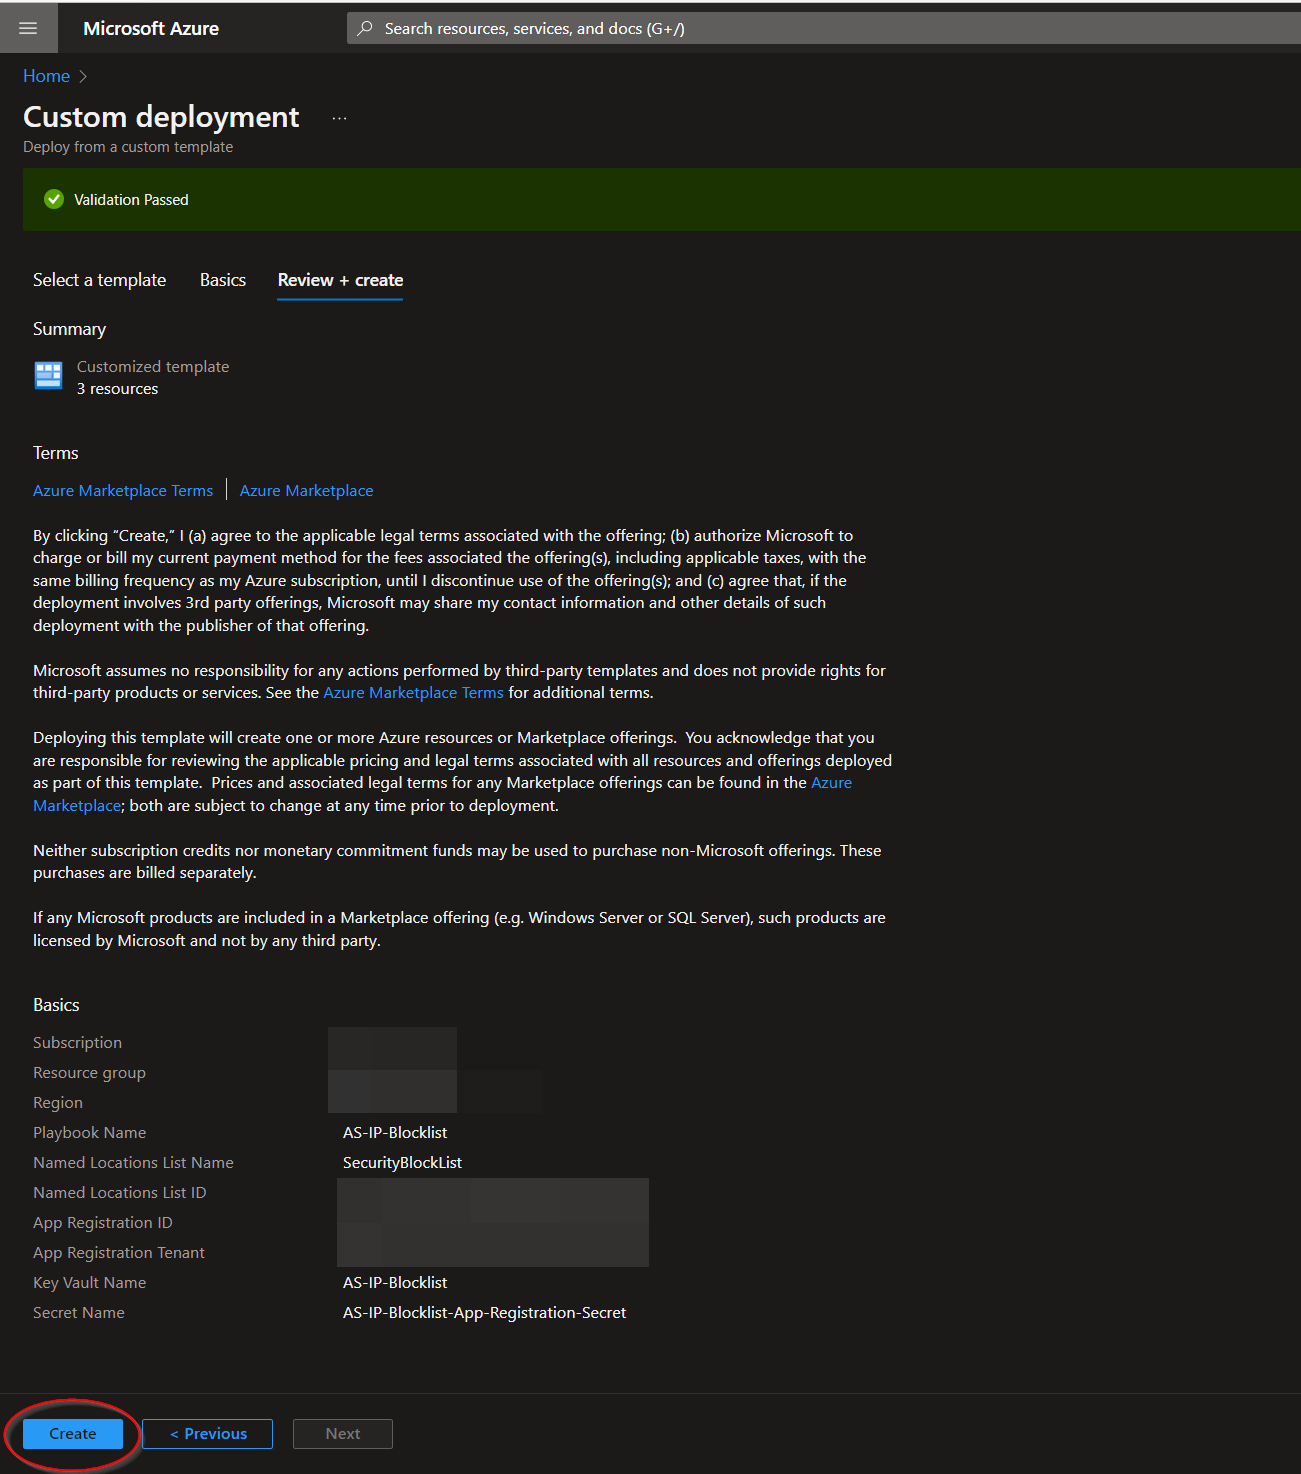 Microsoft Azure
Search resources, services, and docs (G+/)
Home >
Custom deployment ...
Deploy from a custom template
Validation Passed
Select a template Basics Review + create
Summary
Customized template
3 resources
Terms
Azure Marketplace Terms | Azure Marketplace
By clicking “Create,” I (a) agree to the applicable legal terms associated with the offering; (b) authorize Microsoft to
charge or bill my current payment method for the fees associated the offering(s), including applicable taxes, with the
same billing frequency as my Azure subscription, until I discontinue use of the offering(s); and (c) agree that, if the
deployment involves 3rd party offerings, Microsoft may share my contact information and other details of such
deployment with the publisher of that offering.
Microsoft assumes no responsibility for any actions performed by third-party templates and does not provide rights for
third-party products or services. See the Azure Marketplace Terms for additional terms.
Deploying this template will create one or more Azure resources or Marketplace offerings.  You acknowledge that you
are responsible for reviewing the applicable pricing and legal terms associated with all resources and offerings deployed
as part of this template.  Prices and associated legal terms for any Marketplace offerings can be found in the Azure
Marketplace; both are subject to change at any time prior to deployment.
Neither subscription credits nor monetary commitment funds may be used to purchase non-Microsoft offerings. These
purchases are billed separately.
If any Microsoft products are included in a Marketplace offering (e.g. Windows Server or SQL Server), such products are
licensed by Microsoft and not by any third party.
Basics
Subscription
Resource group
Region
Playbook Name AS-IP-Blocklist
Named Locations List Name SecurityBlockList
Named Locations List ID
App Registration ID
App Registration Tenant
Key Vault Name AS-IP-Blocklist
Secret Name AS-IP-Blocklist-App-Registration-Secret
Create < Previous Next